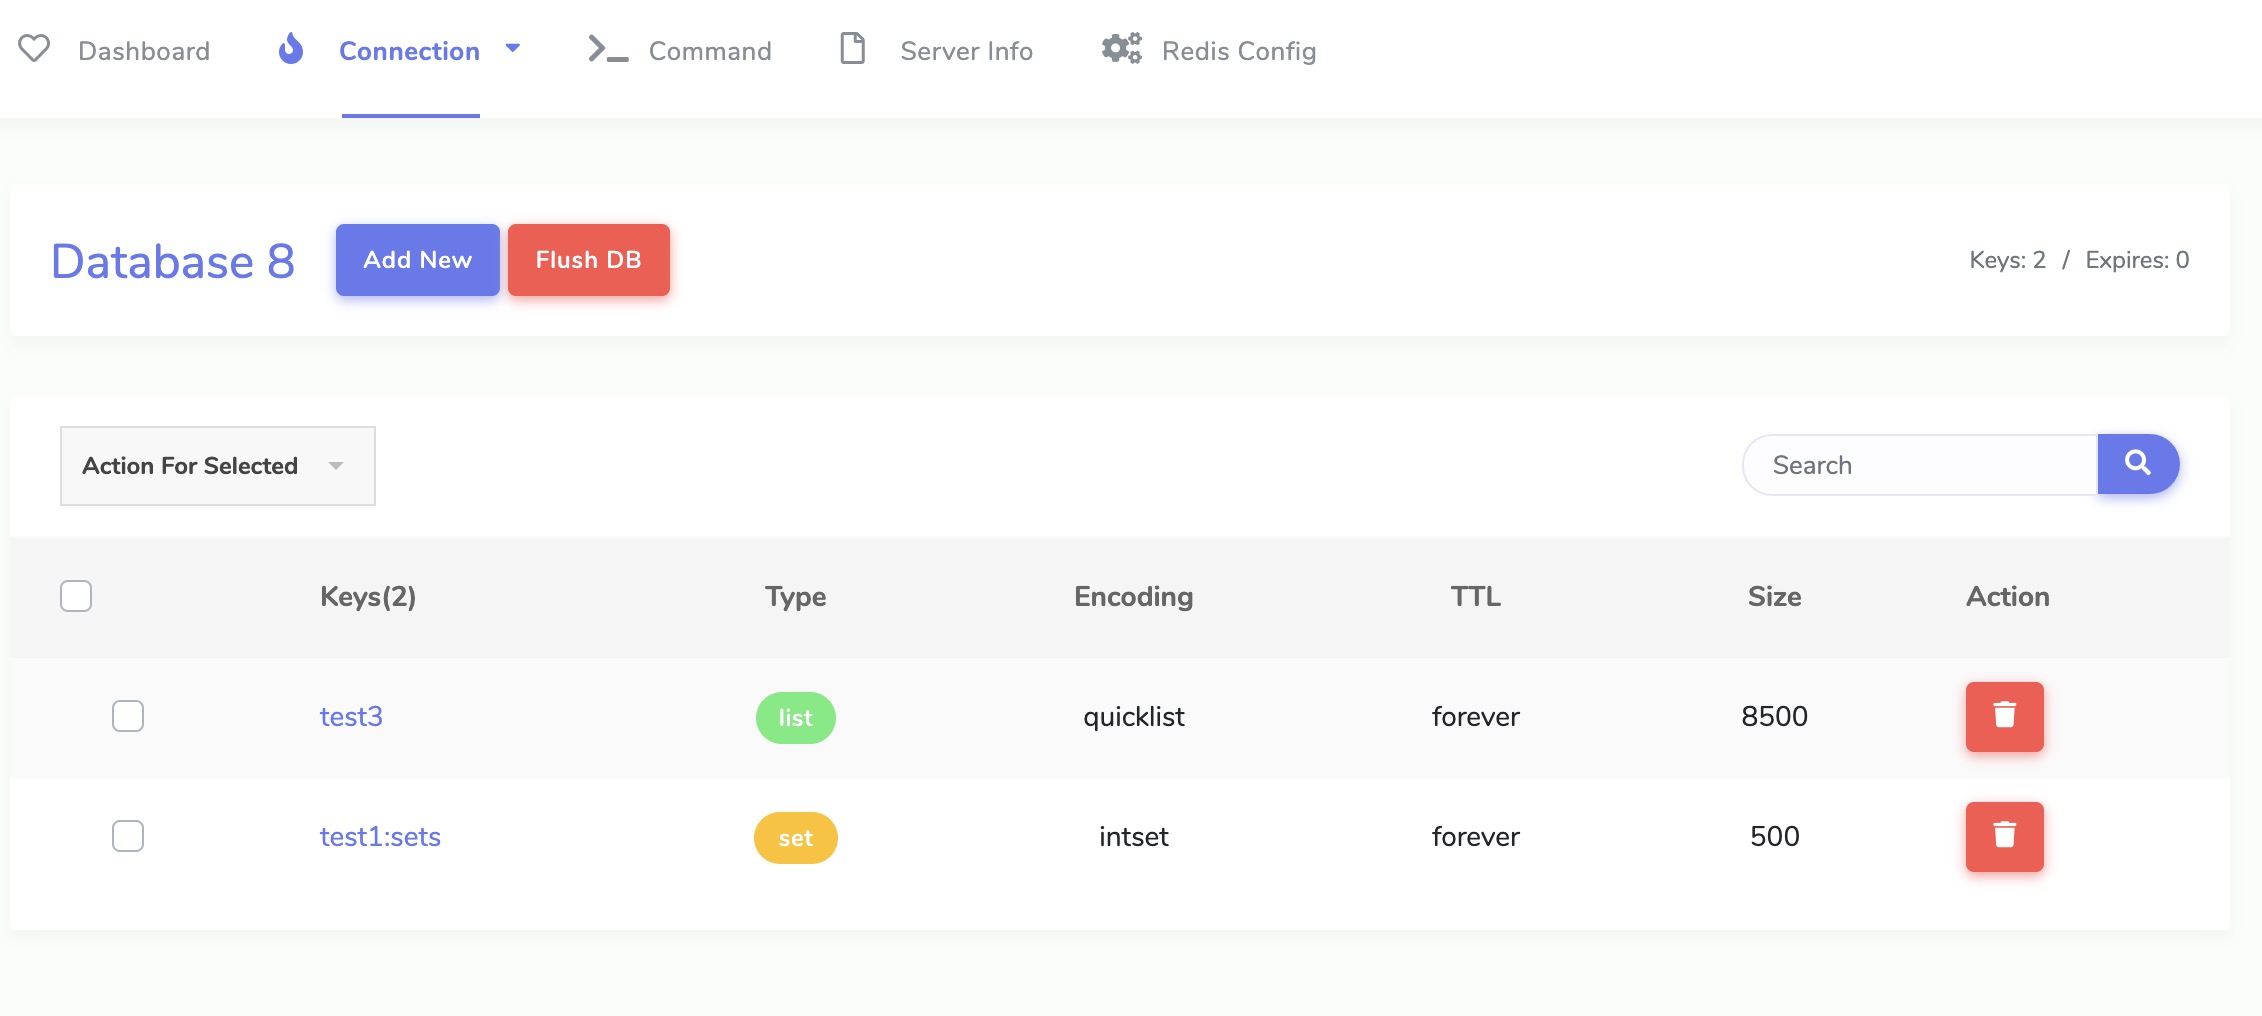 Dashboard Connection Command Server Info Redis Config
Database 8 Add New Flush DB Keys: 2 / Expires: 0
Action For Selected Search
Keys(2) Type Encoding TTL Size Action
test3 list quicklist forever 8500
test1:sets set intset forever 500